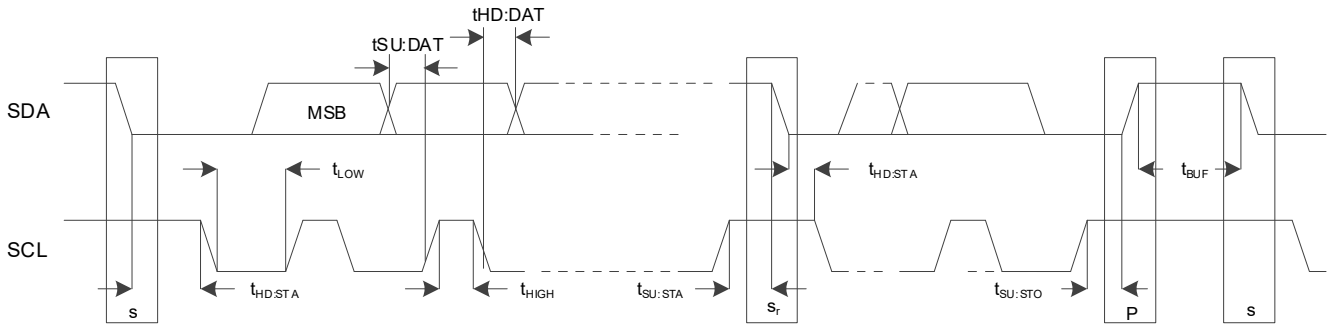 tHD:DAT
tSU:DAT
SDA
MSB
tLOW
tHD:STA
tBUF
SCL
tHD:STA
tHIGH
tSU:STA
tSU:STO
s
sr
P
s